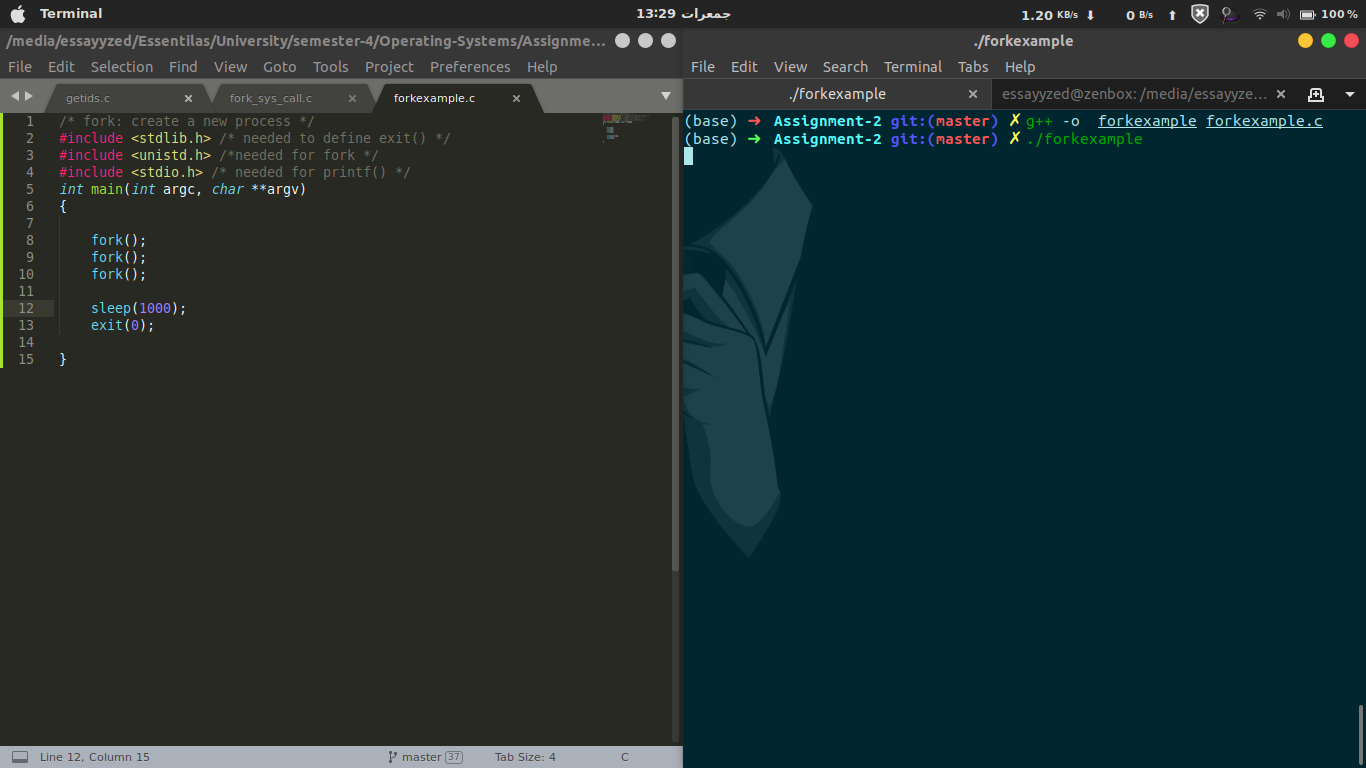 Terminal
جمعرات 13:29
1.20 KB/s 0 B/s 100 %
/media/essayyzed/Essentilas/University/semester-4/Operating-Systems/Assignme...
File Edit Selection Find View Goto Tools Project Preferences Help
getids.c fork_sys_call.c forkexample.c
1 /* fork: create a new process */
2 #include <stdlib.h> /* needed to define exit() */
3 #include <unistd.h> /*needed for fork */
4 #include <stdio.h> /* needed for printf() */
5 int main(int argc, char **argv)
6 {
7
8 fork();
9 fork();
10 fork();
11
12 sleep(1000);
13 exit(0);
14
15 }
Line 12, Column 15 master 37 Tab Size: 4 C
./forkexample
File Edit View Search Terminal Tabs Help
./forkexample essayyzed@zenbox: /media/essayyze...
(base) ➜ Assignment-2 git:(master) ✗ g++ -o forkexample forkexample.c
(base) ➜ Assignment-2 git:(master) ✗ ./forkexample